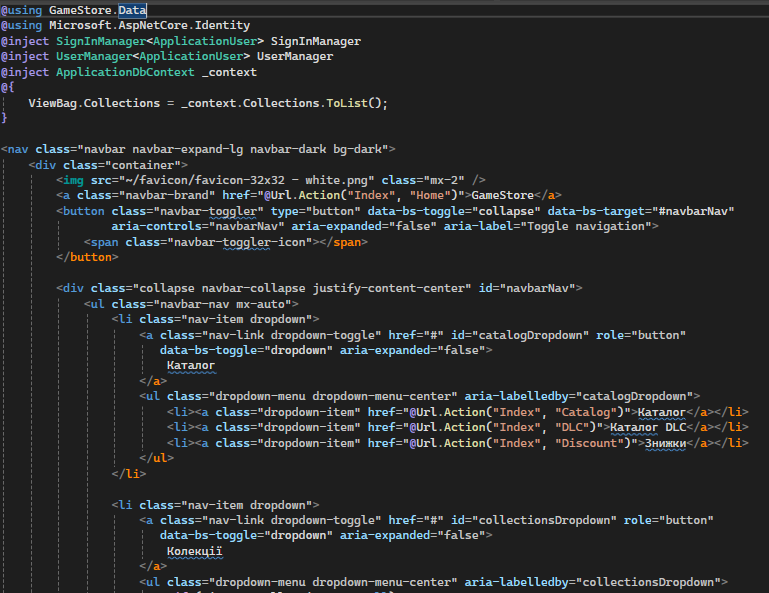 @using GameStore.Data
@using Microsoft.AspNetCore.Identity
@inject SignInManager<ApplicationUser> SignInManager
@inject UserManager<ApplicationUser> UserManager
@inject ApplicationDbContext _context
@{
ViewBag.Collections = _context.Collections.ToList();
}
<nav class="navbar navbar-expand-lg navbar-dark bg-dark">
<div class="container">
<img src="~/favicon/favicon-32x32 - white.png" class="mx-2" />
<a class="navbar-brand" href="@Url.Action("Index", "Home")">GameStore</a>
<button class="navbar-toggler" type="button" data-bs-toggle="collapse" data-bs-target="#navbarNav"
aria-controls="navbarNav" aria-expanded="false" aria-label="Toggle navigation">
<span class="navbar-toggler-icon"></span>
</button>
<div class="collapse navbar-collapse justify-content-center" id="navbarNav">
<ul class="navbar-nav mx-auto">
<li class="nav-item dropdown">
<a class="nav-link dropdown-toggle" href="#" id="catalogDropdown" role="button"
data-bs-toggle="dropdown" aria-expanded="false">
Каталог
</a>
<ul class="dropdown-menu dropdown-menu-center" aria-labelledby="catalogDropdown">
<li><a class="dropdown-item" href="@Url.Action("Index", "Catalog")">Каталог</a></li>
<li><a class="dropdown-item" href="@Url.Action("Index", "DLC")">Каталог DLC</a></li>
<li><a class="dropdown-item" href="@Url.Action("Index", "Discount")">Знижки</a></li>
</ul>
</li>
<li class="nav-item dropdown">
<a class="nav-link dropdown-toggle" href="#" id="collectionsDropdown" role="button"
data-bs-toggle="dropdown" aria-expanded="false">
Колекції
</a>
<ul class="dropdown-menu dropdown-menu-center" aria-labelledby="collectionsDropdown">